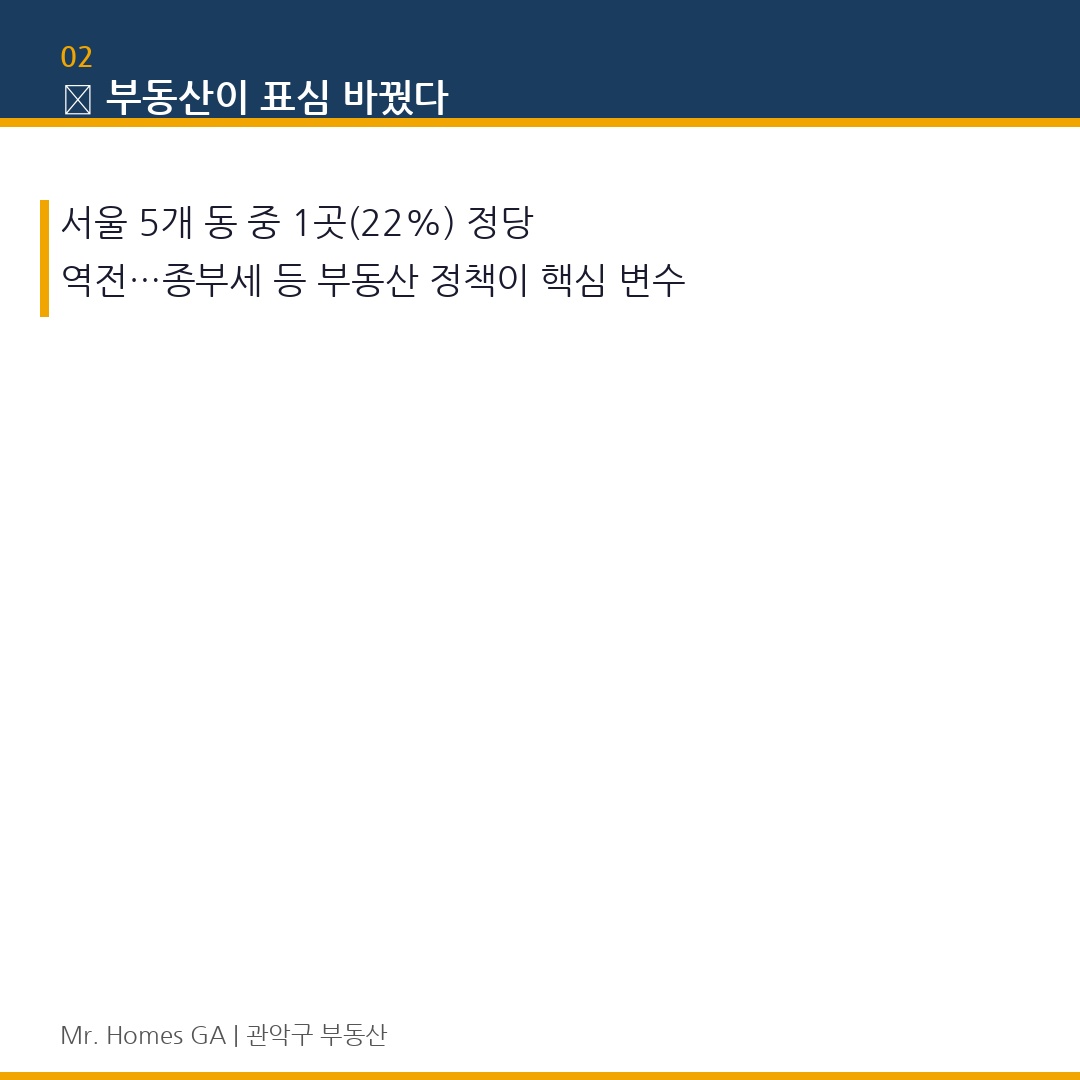 02
부동산이 표심 바꿨다
서울 5개 동 중 1곳(22%) 정당
역전…종부세 등 부동산 정책이 핵심 변수
Mr. Homes GA | 관악구 부동산